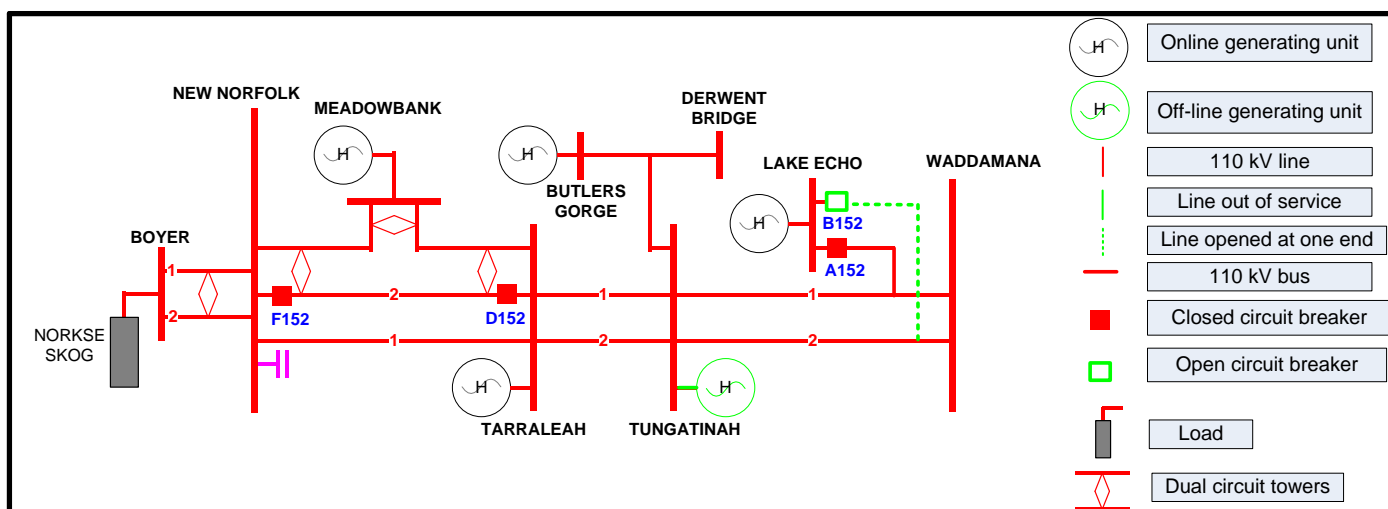 NEW NORFOLK
MEADOWBANK
H
BOYER
1
2
NORKSE
SKOG
F152
2
1
D152
H
TARRALEAH
H
BUTLERS
GORGE
DERWENT
BRIDGE
1
2
H
TUNGATINAH
LAKE ECHO
H
B152
A152
1
2
WADDAMANA
H
Online generating unit
H
Off-line generating unit
110 kV line
Line out of service
Line opened at one end
110 kV bus
Closed circuit breaker
Open circuit breaker
Load
Dual circuit towers